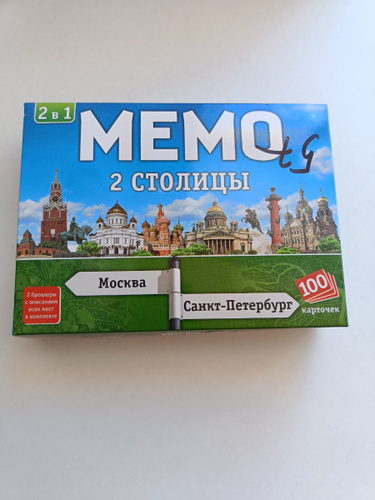 2 в 1
МЕМО
2 СТОЛИЦЫ
Москва
Санкт-Петербург
2 брошюры
с описанием
всех мест
в комплекте
100
карточек